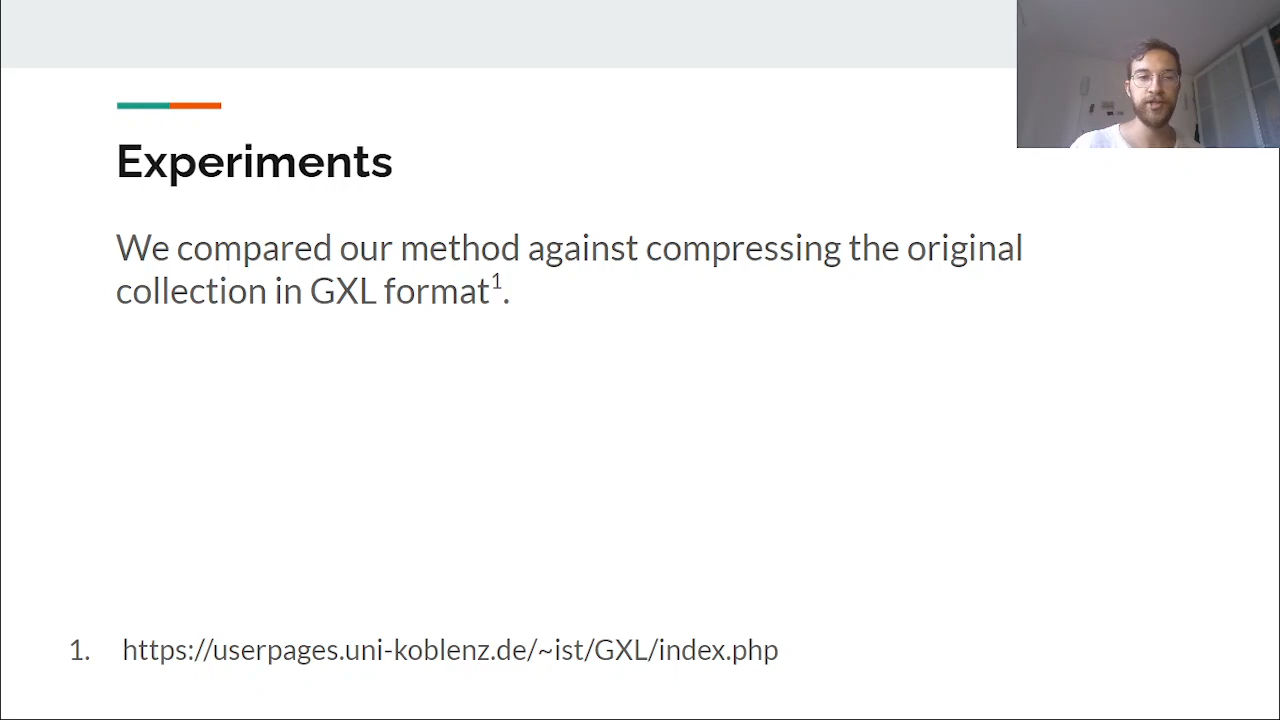 Experiments
We compared our method against compressing the original
collection in GXL format¹.
1. https://userpages.uni-koblenz.de/~ist/GXL/index.php